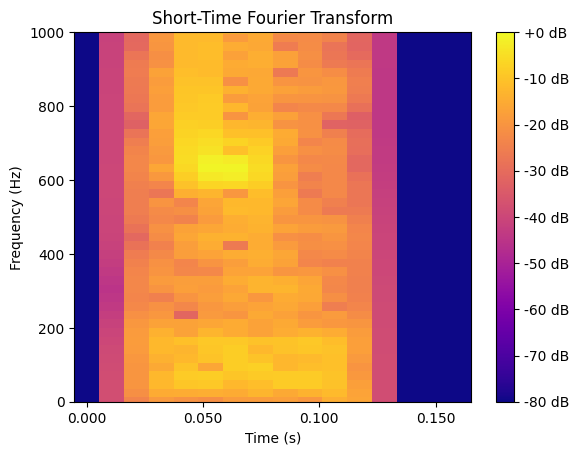 Short-Time Fourier Transform
Frequency (Hz)
1000
800
600
400
200
0
0.000
0.050
0.100
0.150
Time (s)
+0 dB
-10 dB
-20 dB
-30 dB
-40 dB
-50 dB
-60 dB
-70 dB
-80 dB